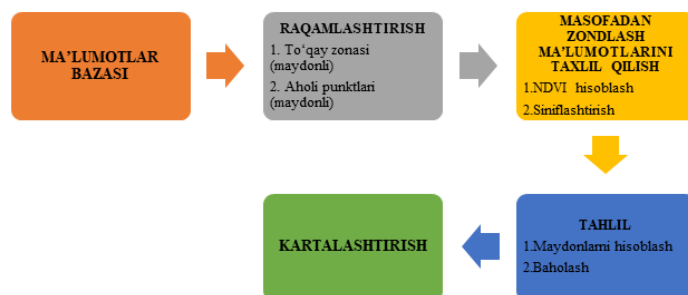 MA’LUMOTLAR
BAZASI
RAQAMLASHTIRISH
1. To‘qay zonasi
(maydonli)
2. Aholi punktlari
(maydonli)
MASOFADAN
ZONDLASH
MA’LUMOTLARINI
TAXLIL QILISH
1.NDVI hisoblash
2.Siniflashtirish
TAHLIL
1.Maydonlarni hisoblash
2.Baholash
KARTALASHTIRISH